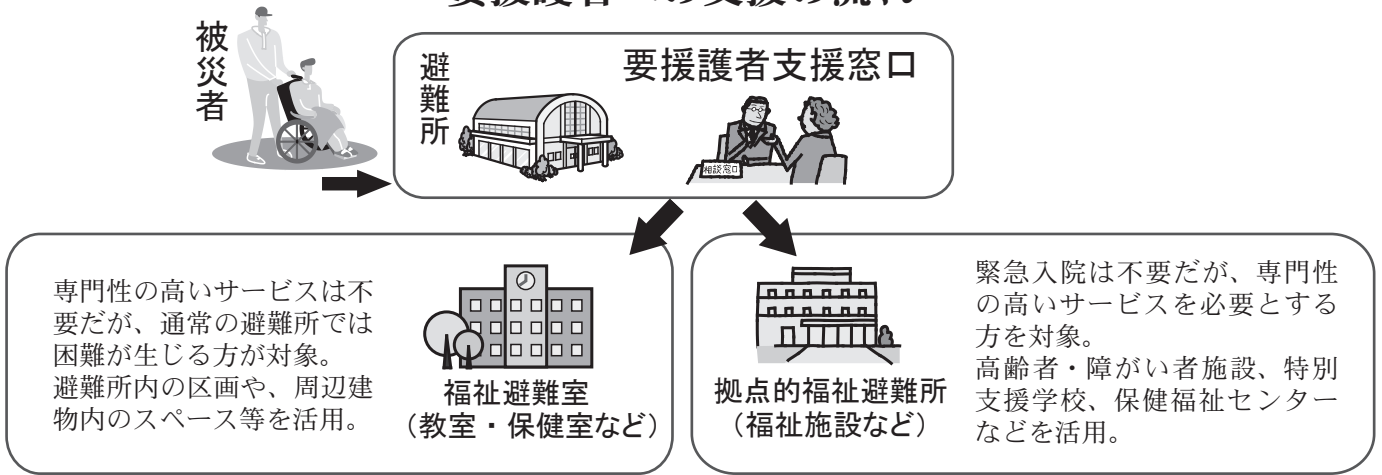 要援護者への支援の流れ
被災者
避難所
要援護者支援窓口
相談窓口
専門性の高いサービスは不
要だが、通常の避難所では
困難が生じる方が対象。
避難所内の区画や、周辺建
物内のスペース等を活用。
福祉避難室
（教室・保健室など）
拠点的福祉避難所
（福祉施設など）
緊急入院は不要だが、専門性
の高いサービスを必要とする
方を対象。
高齢者・障がい者施設、特別
支援学校、保健福祉センター
などを活用。